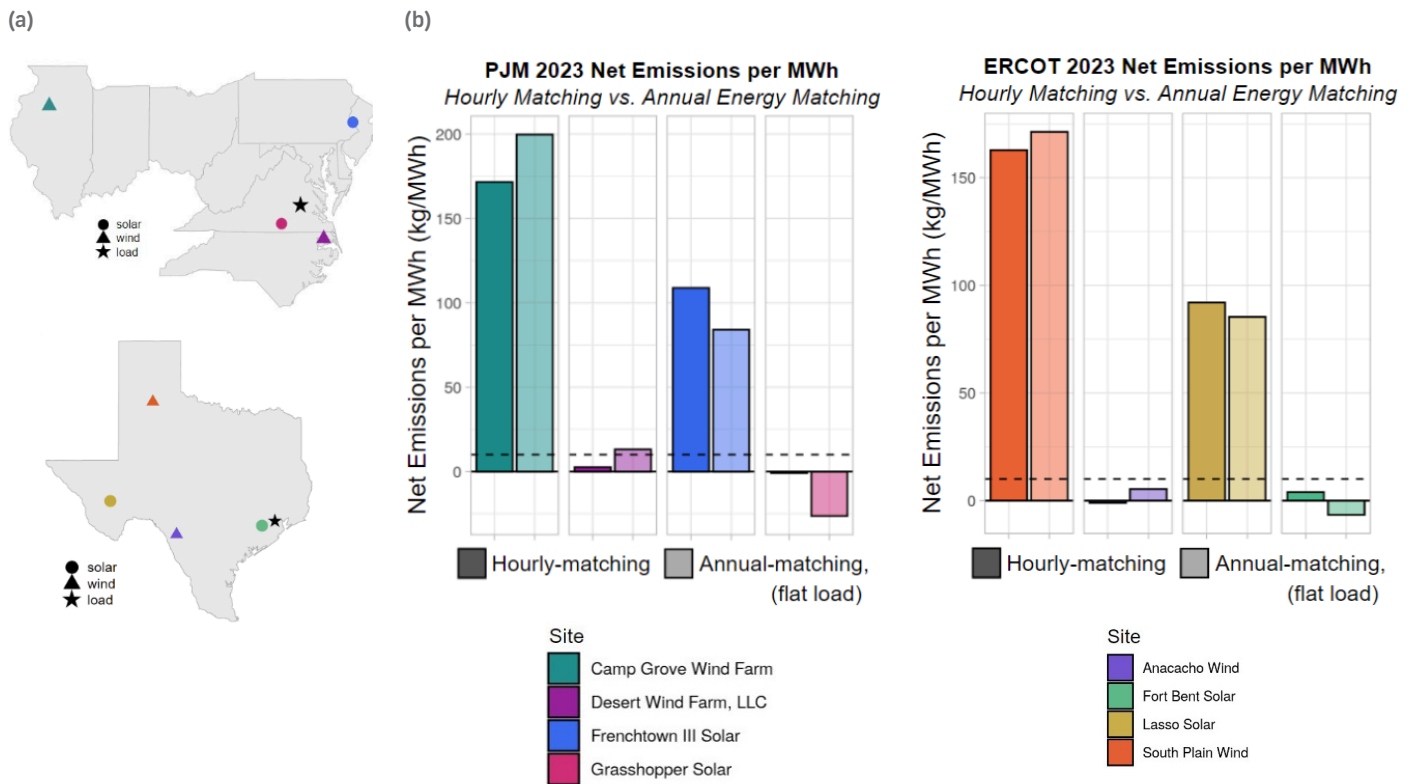 (a)
solar
wind
load
solar
wind
load
(b)
PJM 2023 Net Emissions per MWh
Hourly Matching vs. Annual Energy Matching
Net Emissions per MWh (kg/MWh)
200
150
100
50
0
Hourly-matching
Annual-matching,
(flat load)
Site
Camp Grove Wind Farm
Desert Wind Farm, LLC
Frenchtown III Solar
Grasshopper Solar
ERCOT 2023 Net Emissions per MWh
Hourly Matching vs. Annual Energy Matching
Net Emissions per MWh (kg/MWh)
150
100
50
0
Hourly-matching
Annual-matching,
(flat load)
Site
Anacacho Wind
Fort Bent Solar
Lasso Solar
South Plain Wind